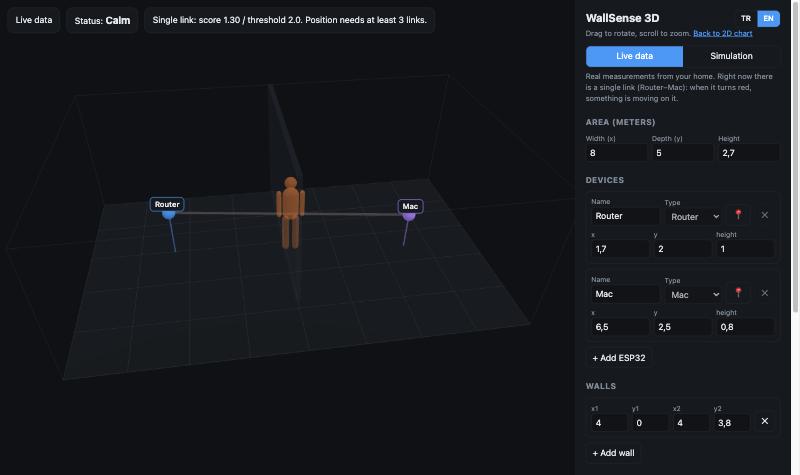 Live data
Status: Calm
Single link: score 1.30 / threshold 2.0. Position needs at least 3 links.
Router
Mac
WallSense 3D
TR
EN
Drag to rotate, scroll to zoom. Back to 2D chart
Live data
Simulation
Real measurements from your home. Right now there
is a single link (Router–Mac): when it turns red,
something is moving on it.
AREA (METERS)
Width (x)
Depth (y)
Height
8
5
2,7
DEVICES
Name
Type
Router
Router
x
y
height
1,7
2
1
Name
Type
Mac
Mac
x
y
height
6,5
2,5
0,8
+ Add ESP32
WALLS
x1
y1
x2
y2
4
0
4
3,8
+ Add wall